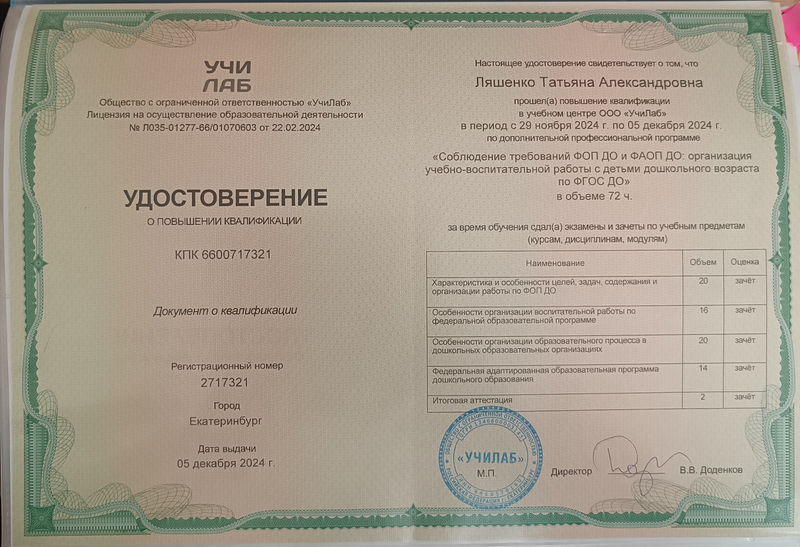 УЧИ
ЛАБ
Общество с ограниченной ответственностью «УчиЛаб»
Лицензия на осуществление образовательной деятельности
№ Л035-01277-66/01070603 от 22.02.2024
УДОСТОВЕРЕНИЕ
О ПОВЫШЕНИИ КВАЛИФИКАЦИИ
КПК 6600717321
Документ о квалификации
Регистрационный номер
2717321
Город
Екатеринбург
Дата выдачи
05 декабря 2024 г.
Настоящее удостоверение свидетельствует о том, что
Ляшенко Татьяна Александровна
прошел(а) повышение квалификации
в учебном центре ООО «УчиЛаб»
в период с 29 ноября 2024 г. по 05 декабря 2024 г.
по дополнительной профессиональной программе
«Соблюдение требований ФОП ДО и ФАОП ДО: организация
учебно-воспитательной работы с детьми дошкольного возраста
по ФГОС ДО»
в объеме 72 ч.
за время обучения сдал(а) экзамены и зачеты по учебным предметам
(курсам, дисциплинам, модулям)
Наименование Объем Оценка
Характеристика и особенности целей, задач, содержания и 20 зачёт
организации работы по ФОП ДО
Особенности организации воспитательной работы по 16 зачёт
федеральной образовательной программе
Особенности организации образовательного процесса в 20 зачёт
дошкольных образовательных организациях
Федеральная адаптированная образовательная программа 14 зачёт
дошкольного образования
Итоговая аттестация 2 зачёт
«УЧИЛАБ»
М.П.
Директор В.В. Доденков